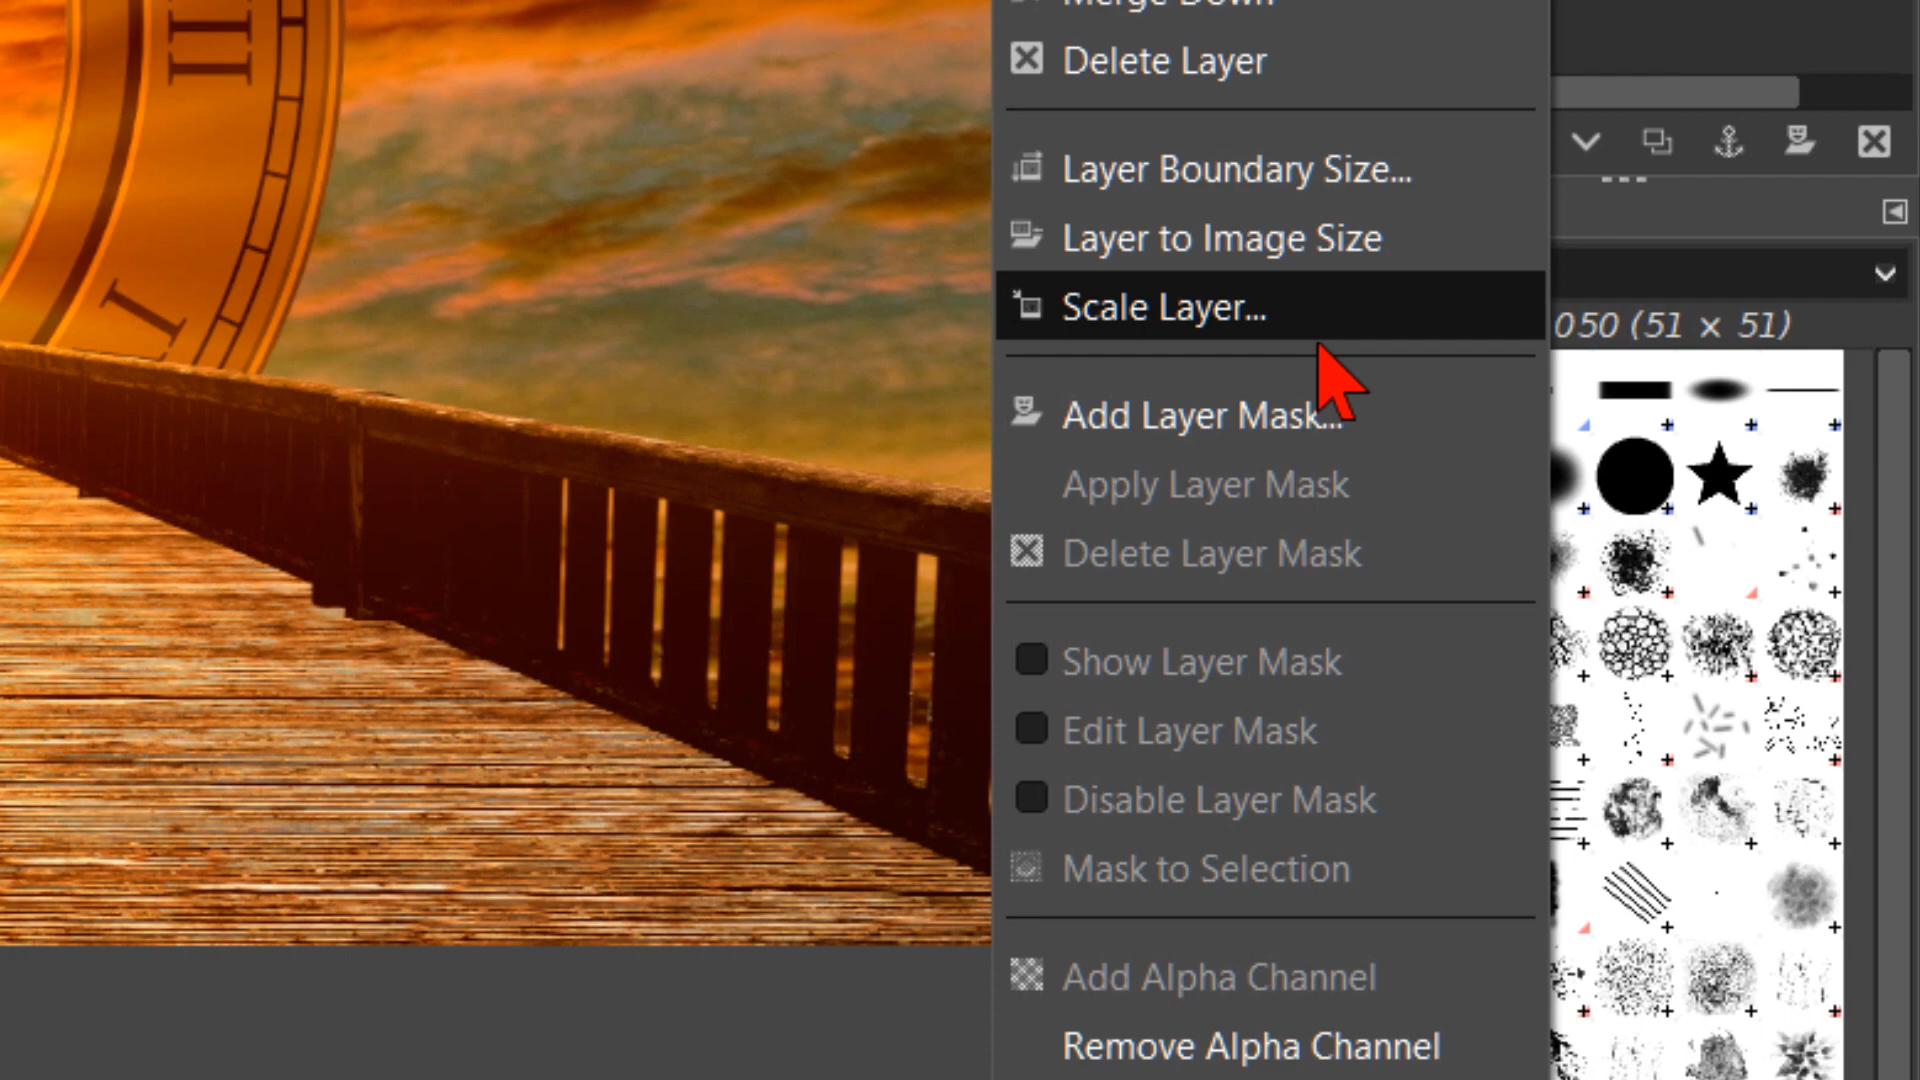 Merge Down
Delete Layer
Layer Boundary Size...
Layer to Image Size
Scale Layer...
050 (51 × 51)
Add Layer Mask...
Apply Layer Mask
Delete Layer Mask
Show Layer Mask
Edit Layer Mask
Disable Layer Mask
Mask to Selection
Add Alpha Channel
Remove Alpha Channel
III
I